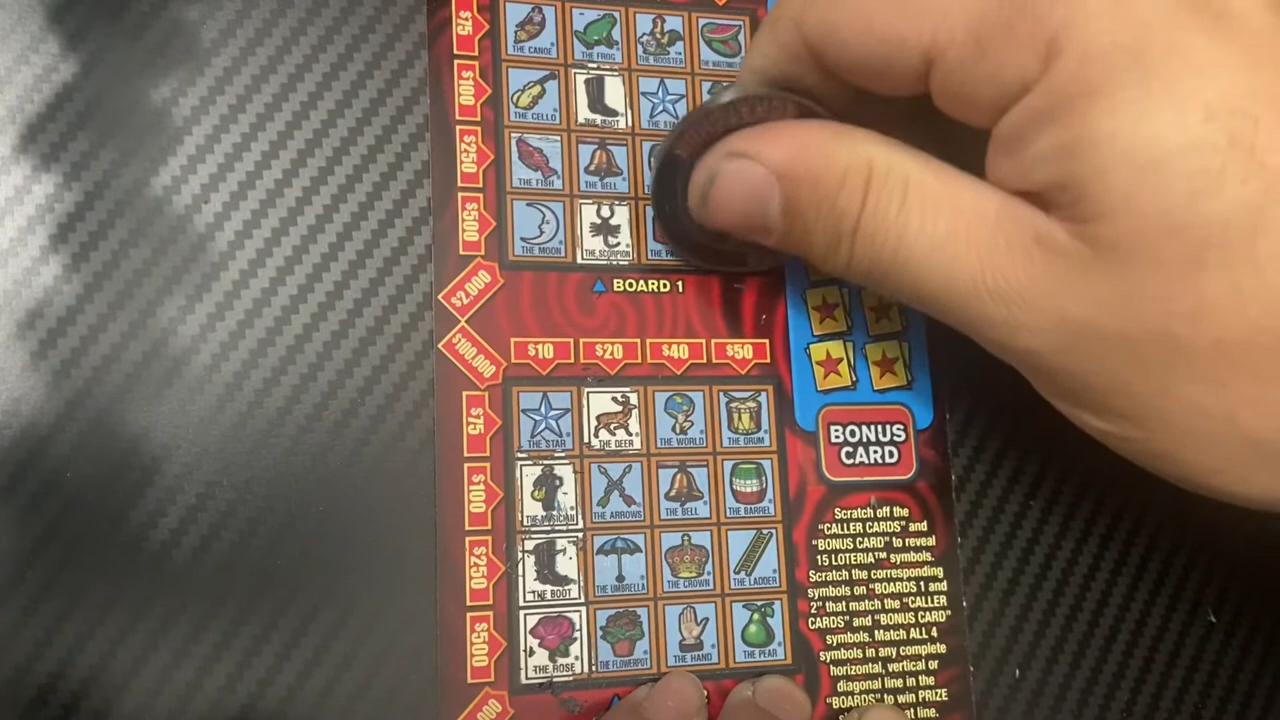 $75
THE CANOE
THE FROG
THE ROOSTER
$100
THE CELLO
THE BOOT
$250
THE FISH
THE BELL
$500
THE MOON
THE SCORPION
$2,000
BOARD 1
$100,000
$10 $20 $40 $50
$75
THE STAR
THE DEER
THE WORLD
THE DRUM
$100
THE MUSICIAN
THE ARROWS
THE BELL
THE BARREL
$250
THE BOOT
THE UMBRELLA
THE CROWN
THE LADDER
$500
THE ROSE
THE FLOWERPOT
THE HAND
THE PEAR
BONUS
CARD
Scratch off the
"CALLER CARDS" and
"BONUS CARD" to reveal
15 LOTERIA™ symbols.
Scratch the corresponding
symbols on "BOARDS 1 and
2" that match the "CALLER
CARDS" and "BONUS CARD"
symbols. Match ALL 4
symbols in any complete
horizontal, vertical or
diagonal line in the
"BOARDS" to win PRIZE
at line.